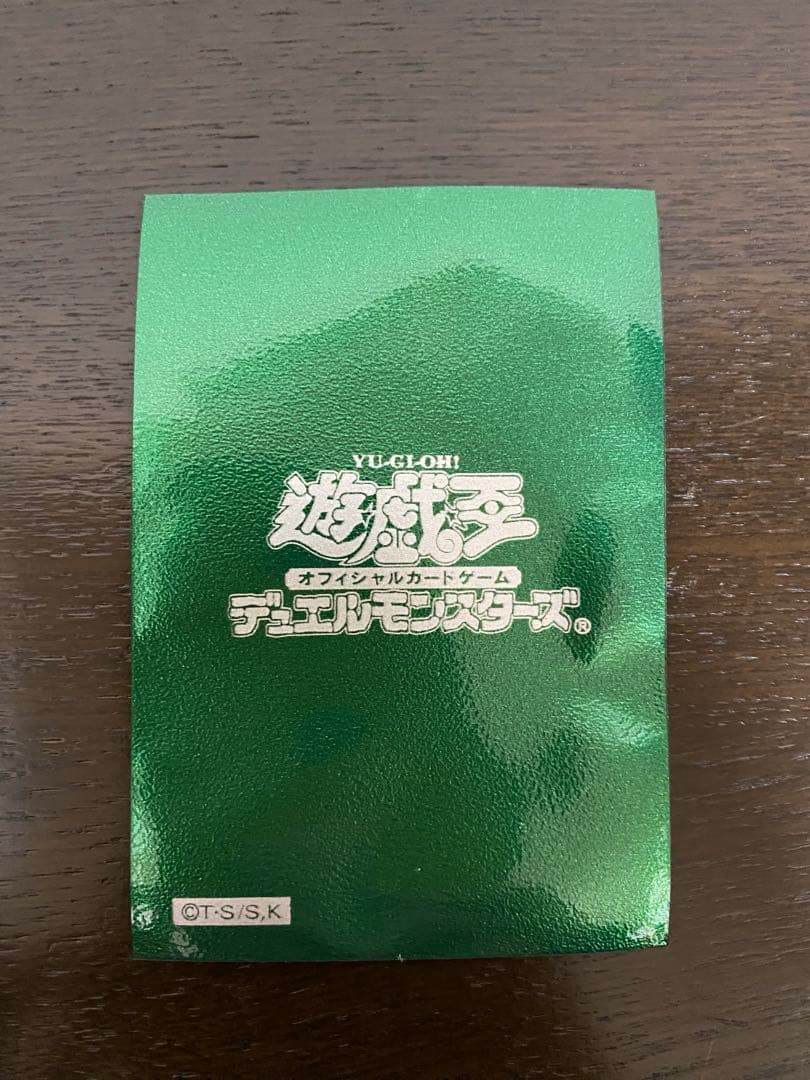 YU-GI-OH!
遊戯王
オフィシャルカードゲーム
デュエルモンスターズ®
©T·S/S,K